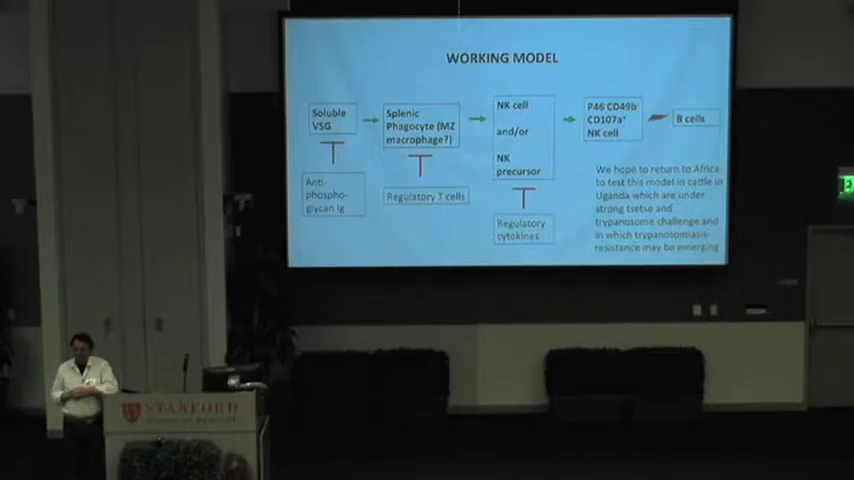 WORKING MODEL
Soluble
VSG
Splenic
Phagocyte (MZ
macrophage?)
NK cell
and/or
NK
precursor
P46 CD49b
CD107a⁺
NK cell
B cells
Anti-
phospho-
glycan Ig
Regulatory T cells
Regulatory
cytokines
We hope to return to Africa
to test this model in cattle in
Uganda which are under
strong tsetse and
trypanosome challenge and
in which trypanosomiasis-
resistance may be emerging
STANFORD